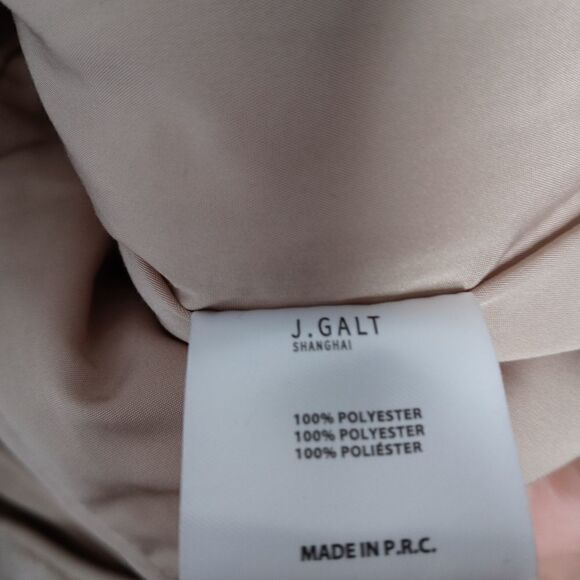 J.GALT
SHANGHAI
100% POLYESTER
100% POLYESTER
100% POLIÉSTER
MADE IN P.R.C.